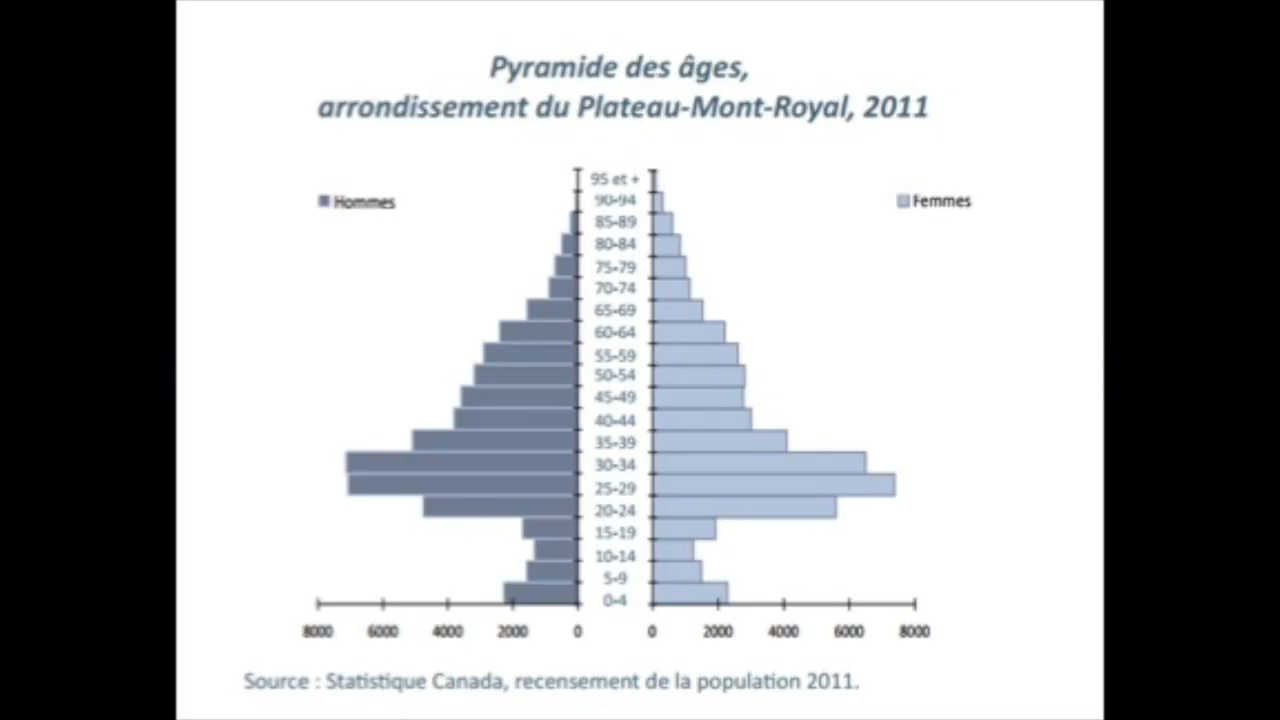 Pyramide des âges,
arrondissement du Plateau-Mont-Royal, 2011
Hommes
Femmes
95 et +
90-94
85-89
80-84
75-79
70-74
65-69
60-64
55-59
50-54
45-49
40-44
35-39
30-34
25-29
20-24
15-19
10-14
5-9
0-4
8000 6000 4000 2000 0 0 2000 4000 6000 8000
Source : Statistique Canada, recensement de la population 2011.